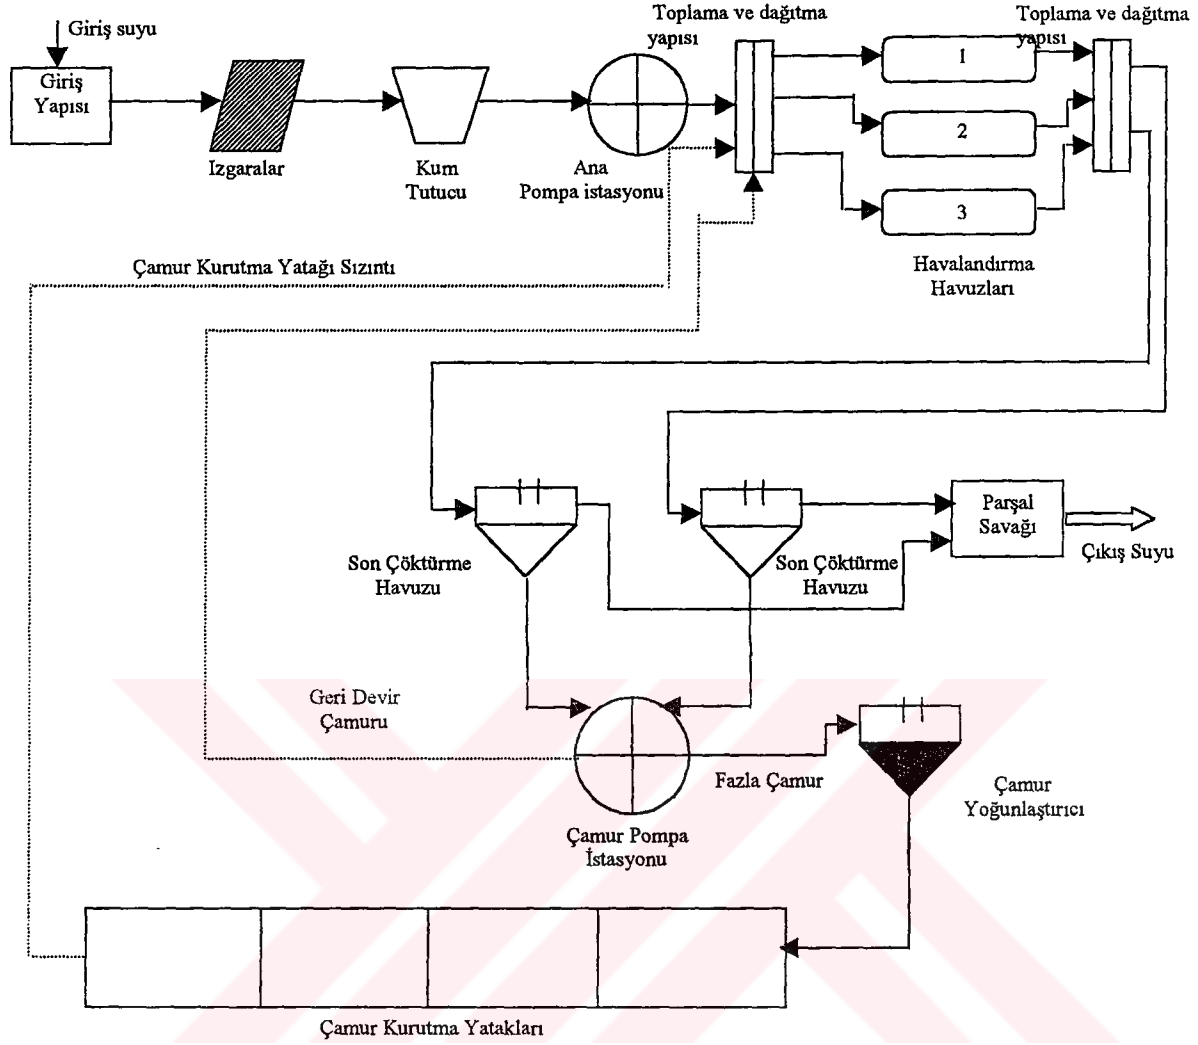 Giriş suyu
Giriş
Yapısı
Izgaralar
Kum
Tutucu
Ana
Pompa istasyonu
Toplama ve dağıtma
yapısı
1
2
3
Havalandırma
Havuzları
Toplama ve dağıtma
yapısı
Çamur Kurutma Yatağı Sızıntı
Son Çöktürme
Havuzu
Son Çöktürme
Havuzu
Parşal
Savağı
Çıkış Suyu
Geri Devir
Çamuru
Fazla Çamur
Çamur
Yoğunlaştırıcı
Çamur Pompa
İstasyonu
Çamur Kurutma Yatakları